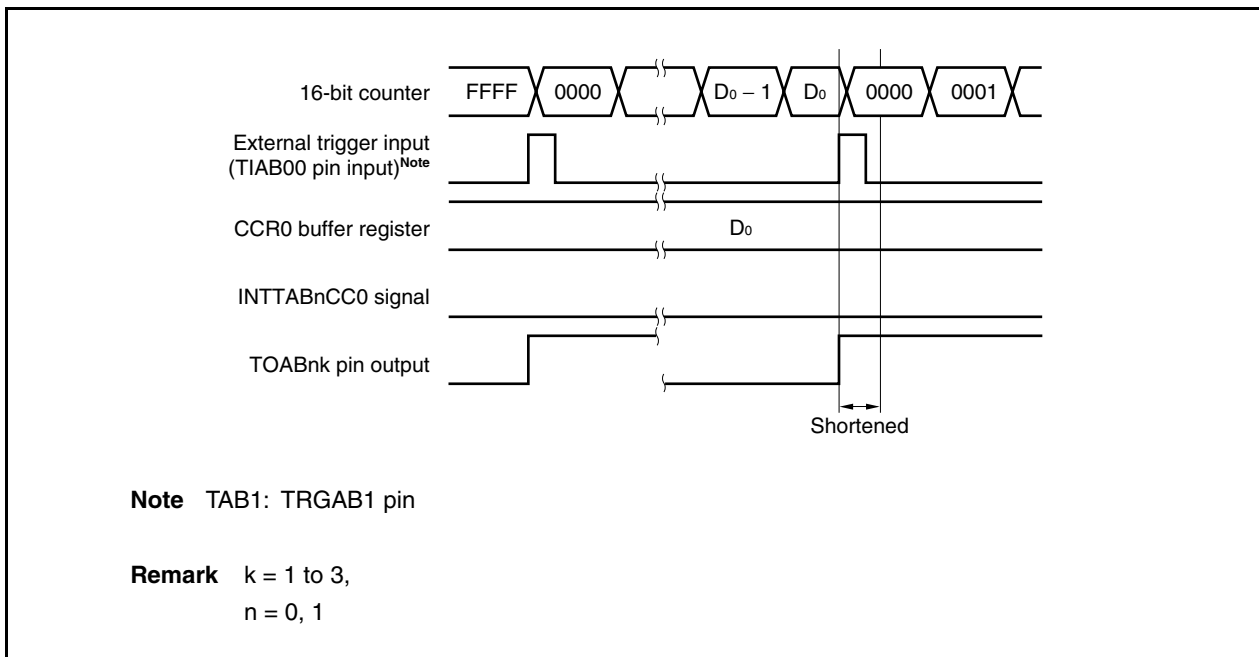 16-bit counter FFFF 0000 D0 − 1 D0 0000 0001
External trigger input
(TIAB00 pin input)Note
CCR0 buffer register D0
INTTABnCC0 signal
TOABnk pin output
Shortened
Note TAB1: TRGAB1 pin
Remark k = 1 to 3,
n = 0, 1